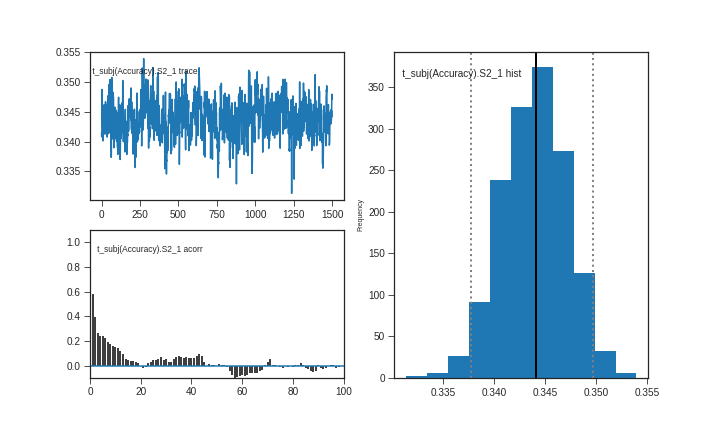 t_subj(Accuracy).S2_1 trace
0.355
0.350
0.345
0.340
0.335
0 250 500 750 1000 1250 1500
t_subj(Accuracy).S2_1 acorr
1.0
0.8
0.6
0.4
0.2
0.0
0 20 40 60 80 100
t_subj(Accuracy).S2_1 hist
Frequency
350
300
250
200
150
100
50
0
0.335 0.340 0.345 0.350 0.355